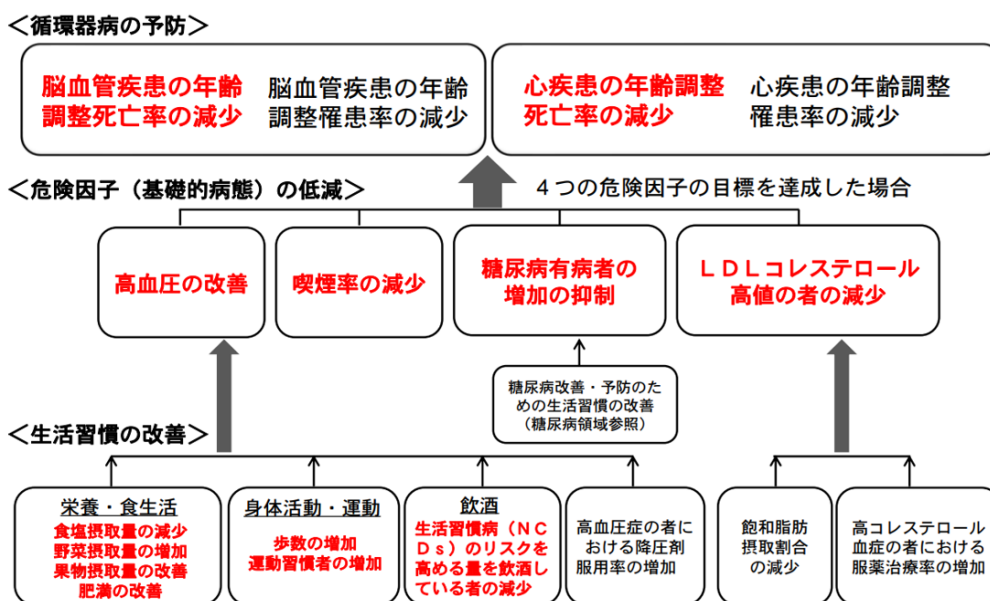 ＜循環器病の予防＞
脳血管疾患の年齢
調整死亡率の減少
脳血管疾患の年齢
調整罹患率の減少
心疾患の年齢調整
死亡率の減少
心疾患の年齢調整
罹患率の減少
＜危険因子（基礎的病態）の低減＞
４つの危険因子の目標を達成した場合
高血圧の改善
喫煙率の減少
糖尿病有病者の
増加の抑制
ＬＤＬコレステロール
高値の者の減少
糖尿病改善・予防のた
めの生活習慣の改善
（糖尿病領域参照）
＜生活習慣の改善＞
栄養・食生活
食塩摂取量の減少
野菜摂取量の増加
果物摂取量の改善
肥満の改善
身体活動・運動
歩数の増加
運動習慣者の増加
飲酒
生活習慣病（ＮＣ
Ｄｓ）のリスクを
高める量を飲酒し
ている者の減少
高血圧症の者に
おける降圧剤
服用率の増加
飽和脂肪
摂取割合
の減少
高コレステロール
血症の者における
服薬治療率の増加